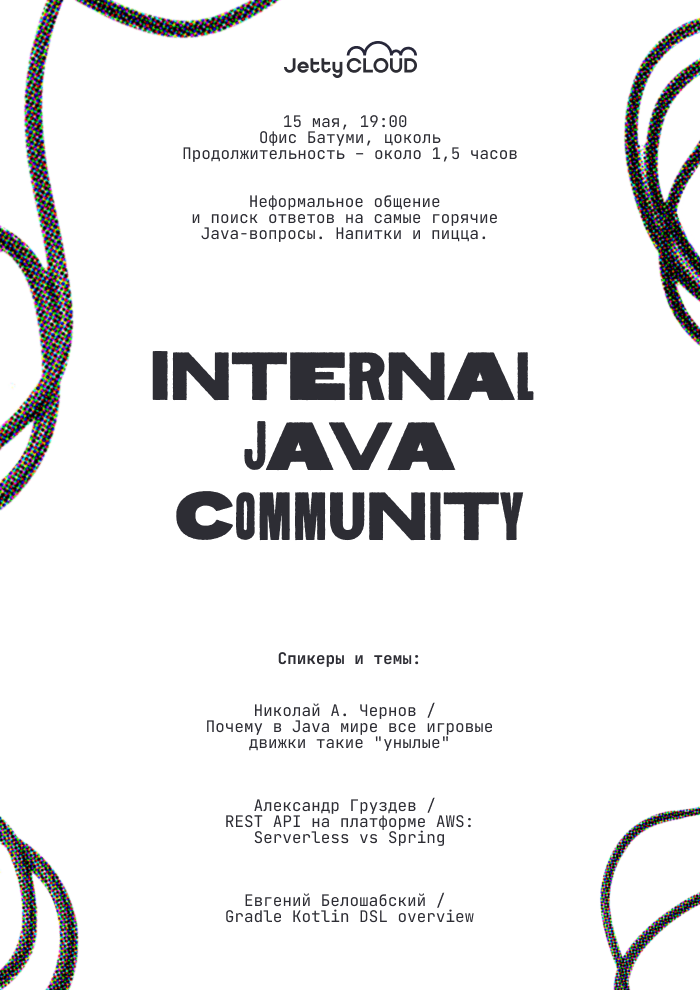 Jetty CLOUD
15 мая, 19:00
Офис Батуми, цоколь
Продолжительность – около 1,5 часов
Неформальное общение
и поиск ответов на самые горячие
Java-вопросы. Напитки и пицца.
INTERNAL
JAVA
COMMUNITY
Спикеры и темы:
Николай А. Чернов /
Почему в Java мире все игровые
движки такие "унылые"
Александр Груздев /
REST API на платформе AWS:
Serverless vs Spring
Евгений Белошабский /
Gradle Kotlin DSL overview